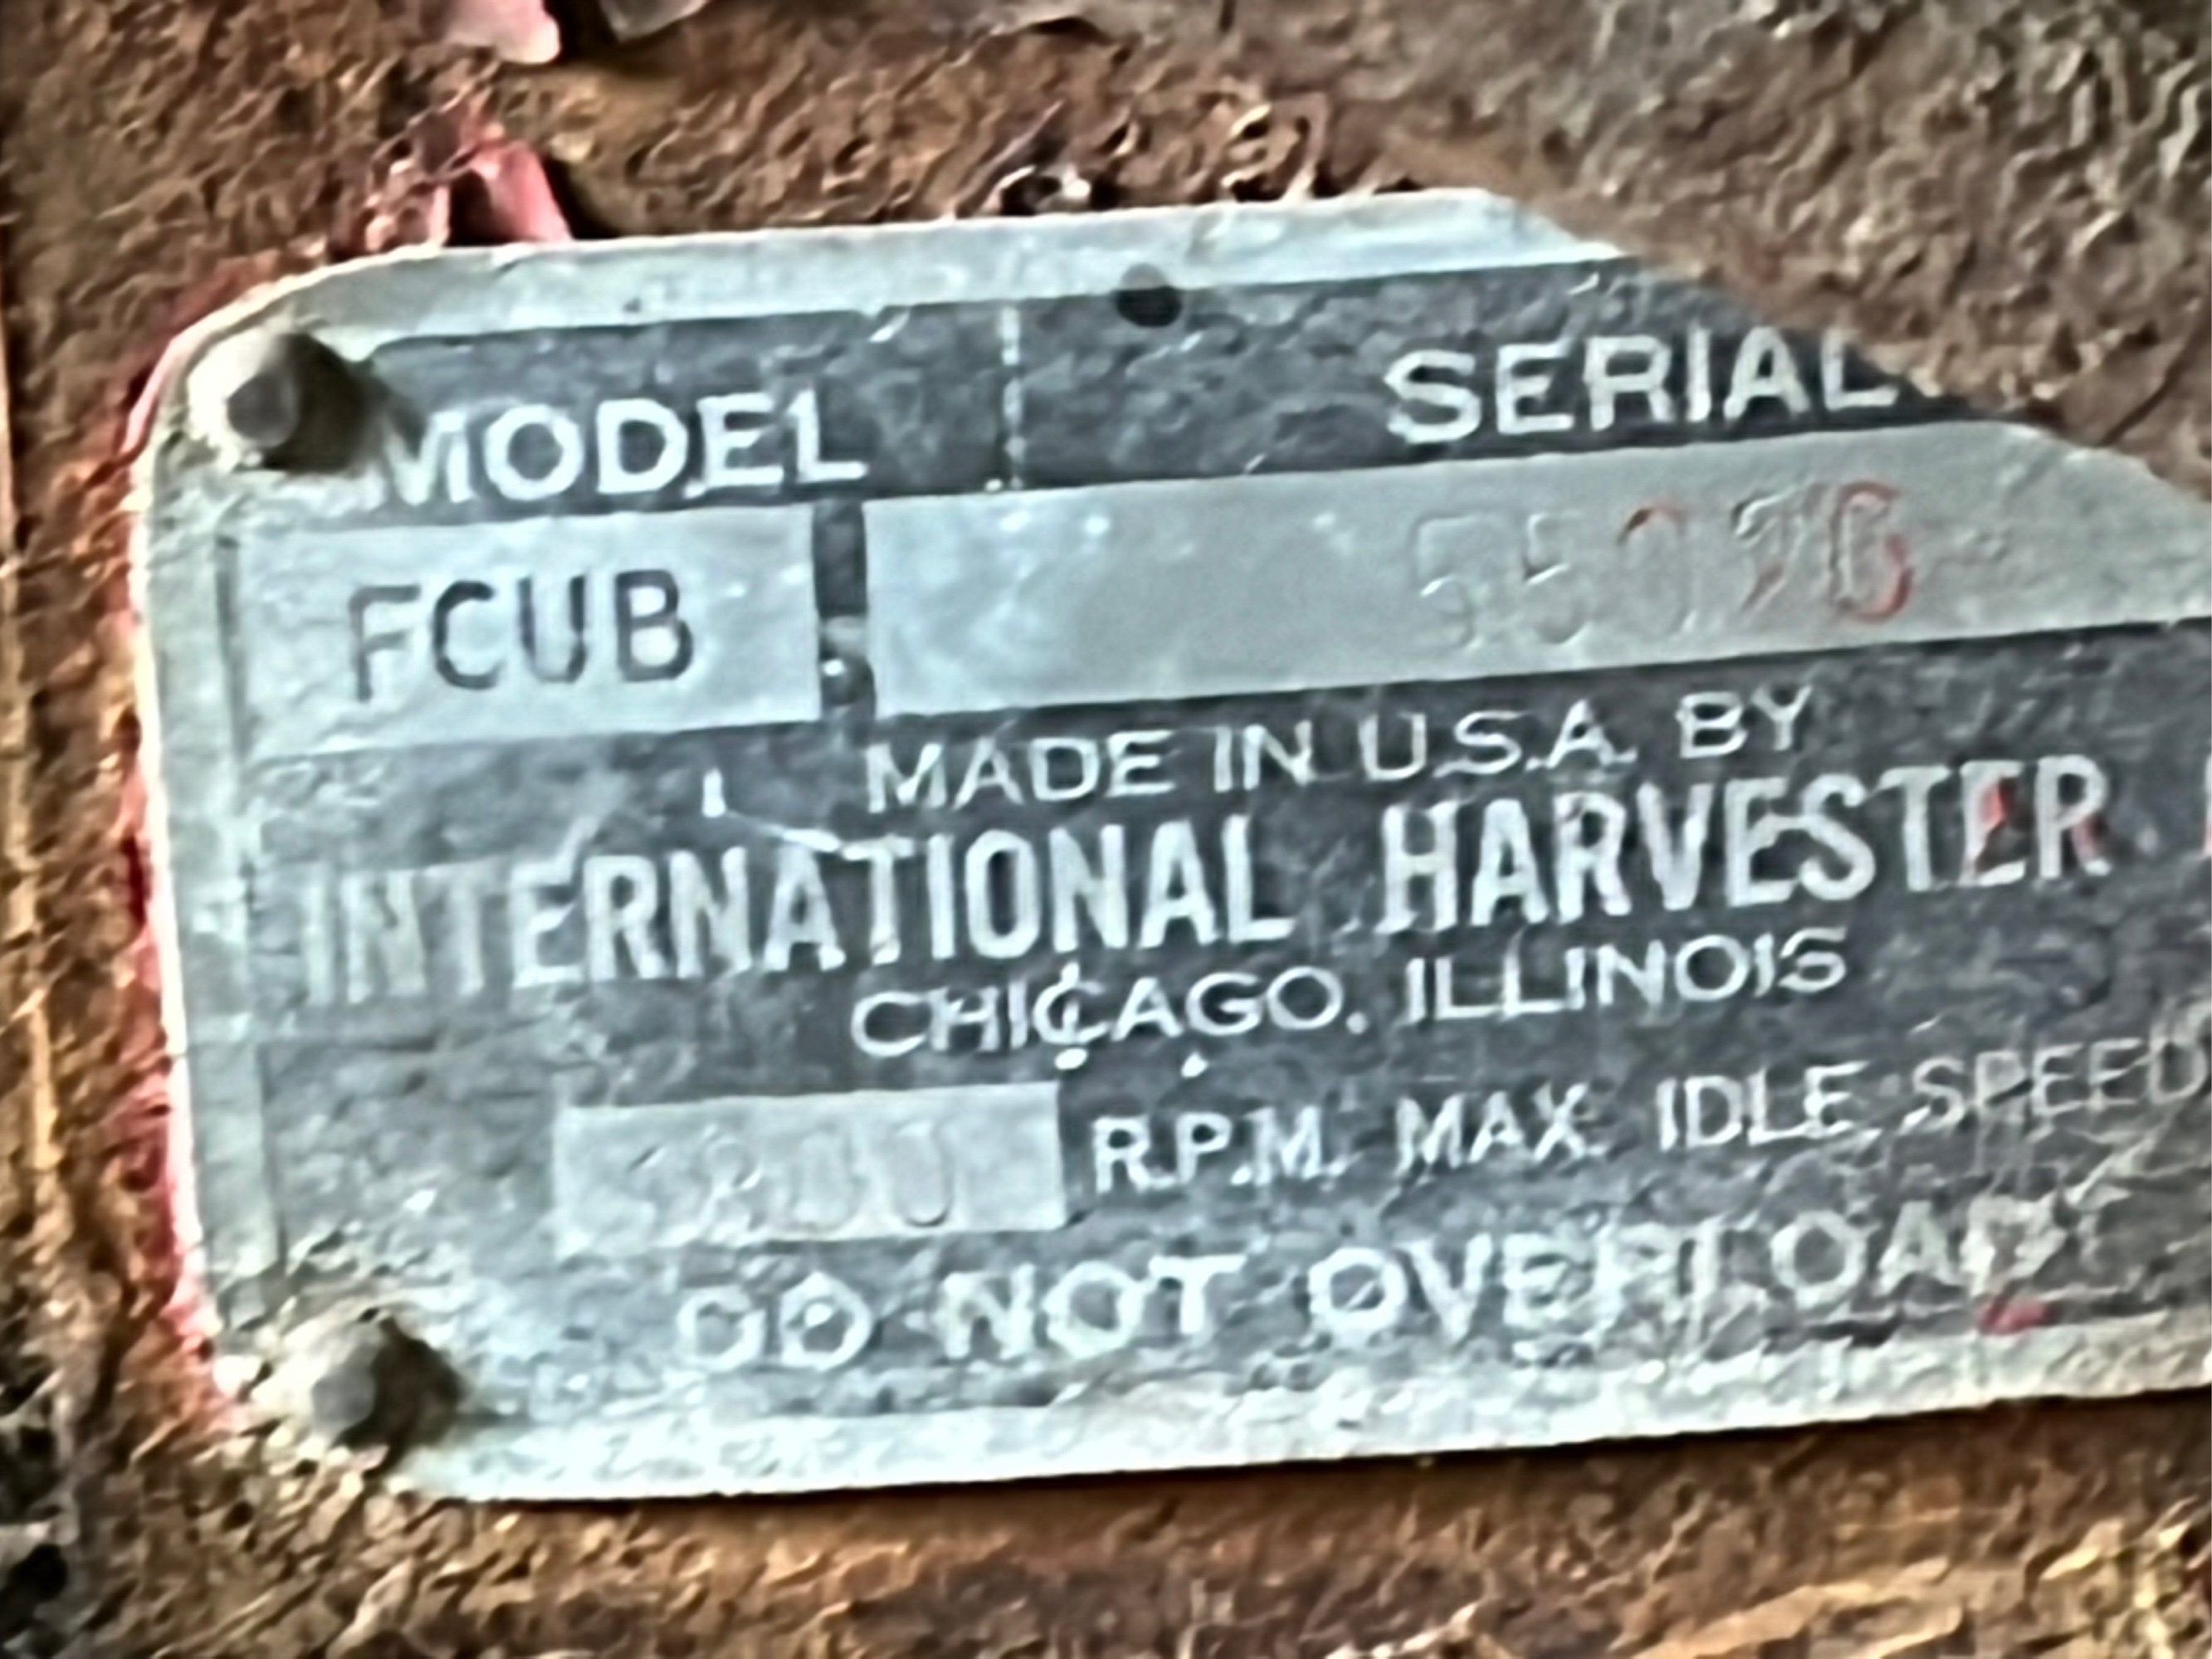 MODEL SERIAL
FCUB
MADE IN U.S.A. BY
INTERNATIONAL HARVESTER
CHICAGO, ILLINOIS
R.P.M. MAX. IDLE SPEED
DO NOT OVERLOAD